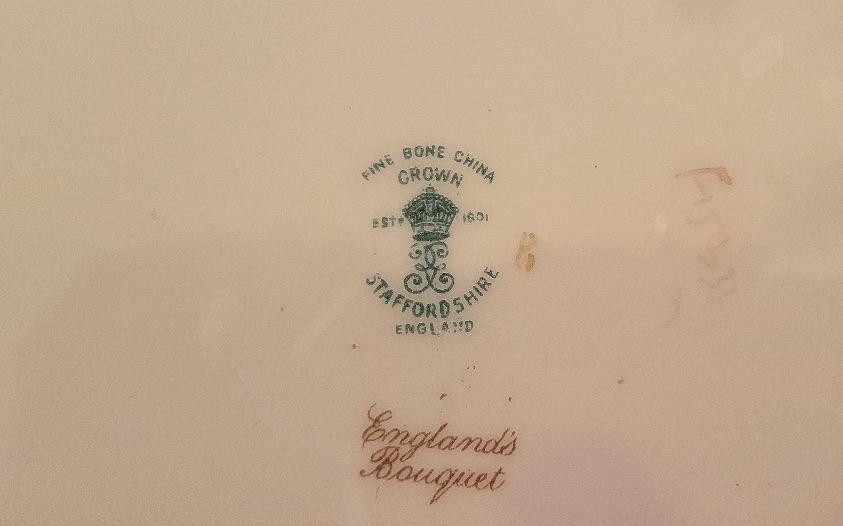 FINE BONE CHINA
CROWN
ESTD 1801
STAFFORDSHIRE
ENGLAND
England's
Bouquet